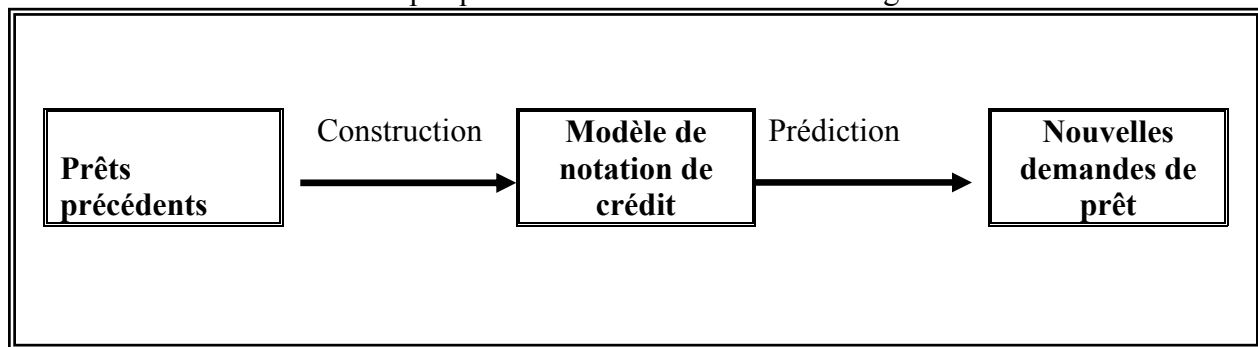 Construction
Prédiction
Prêts
précédents
Modèle de
notation de
crédit
Nouvelles
demandes de
prêt